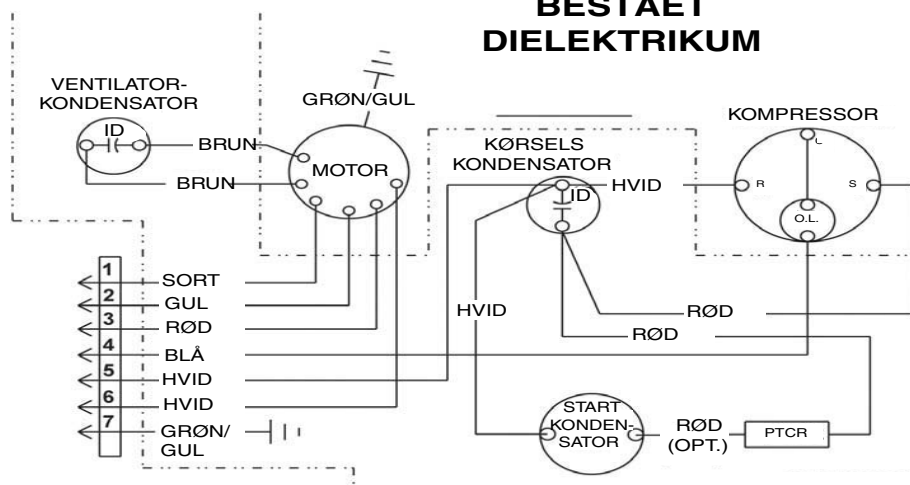 BESTÅET
DIELEKTRIKUM
VENTILATOR-
KONDENSATOR
ID
BRUN
BRUN
GRØN/GUL
MOTOR
KØRSELS
KONDENSATOR
ID
HVID
KOMPRESSOR
L
R
S
O.L.
1
SORT
2
GUL
3
RØD
4
BLÅ
5
HVID
6
HVID
7
GRØN/
GUL
HVID
RØD
RØD
START
KONDEN-
SATOR
RØD
(OPT.)
PTCR